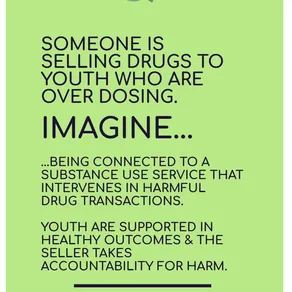 SOMEONE IS
SELLING DRUGS TO
YOUTH WHO ARE
OVER DOSING.
IMAGINE...
...BEING CONNECTED TO A
SUBSTANCE USE SERVICE THAT
INTERVENES IN HARMFUL
DRUG TRANSACTIONS.
YOUTH ARE SUPPORTED IN
HEALTHY OUTCOMES & THE
SELLER TAKES
ACCOUNTABILITY FOR HARM.